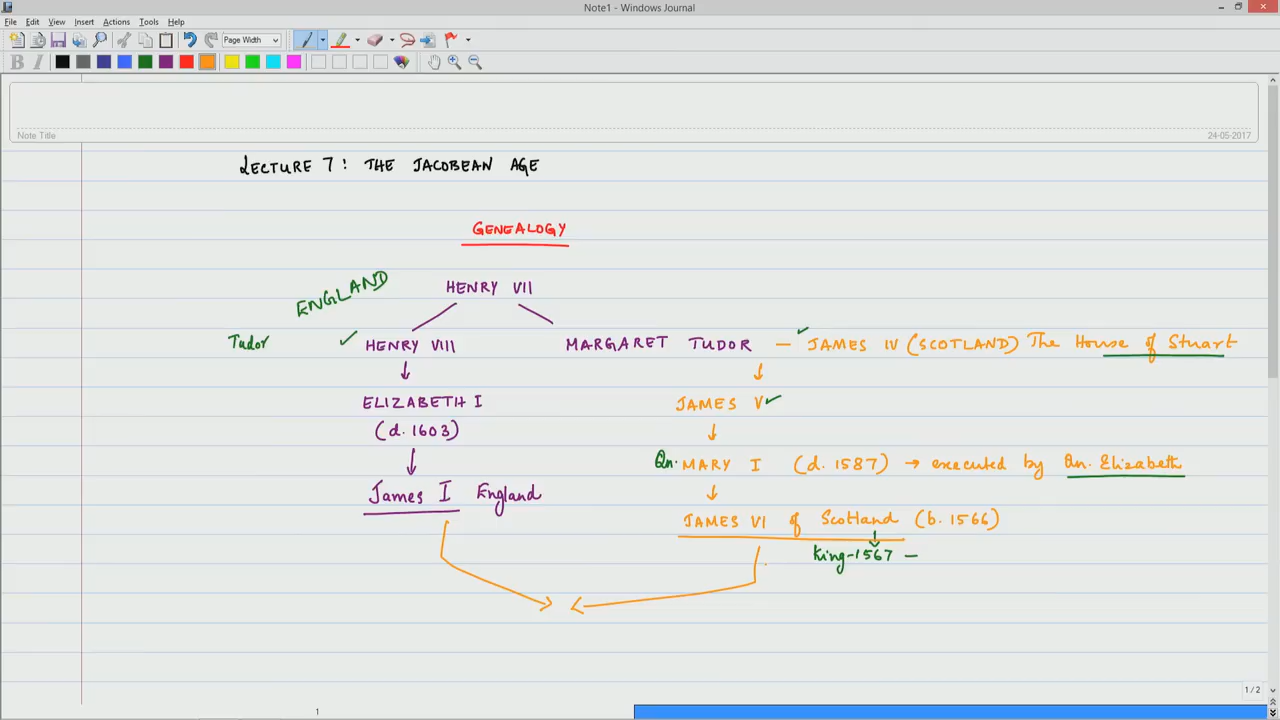 Note1 - Windows Journal
File Edit View Insert Actions Tools Help
Page Width
B I
Note Title
24-05-2017
LECTURE 7: THE JACOBEAN AGE
GENEALOGY
ENGLAND
HENRY VII
Tudor HENRY VIII MARGARET TUDOR — JAMES IV (SCOTLAND) The House of Stuart
ELIZABETH I JAMES V
(d. 1603)
Qn. MARY I (d. 1587) → executed by Qn. Elizabeth
James I England
JAMES VI of Scotland (b. 1566)
King-1567 —
1 / 2
1